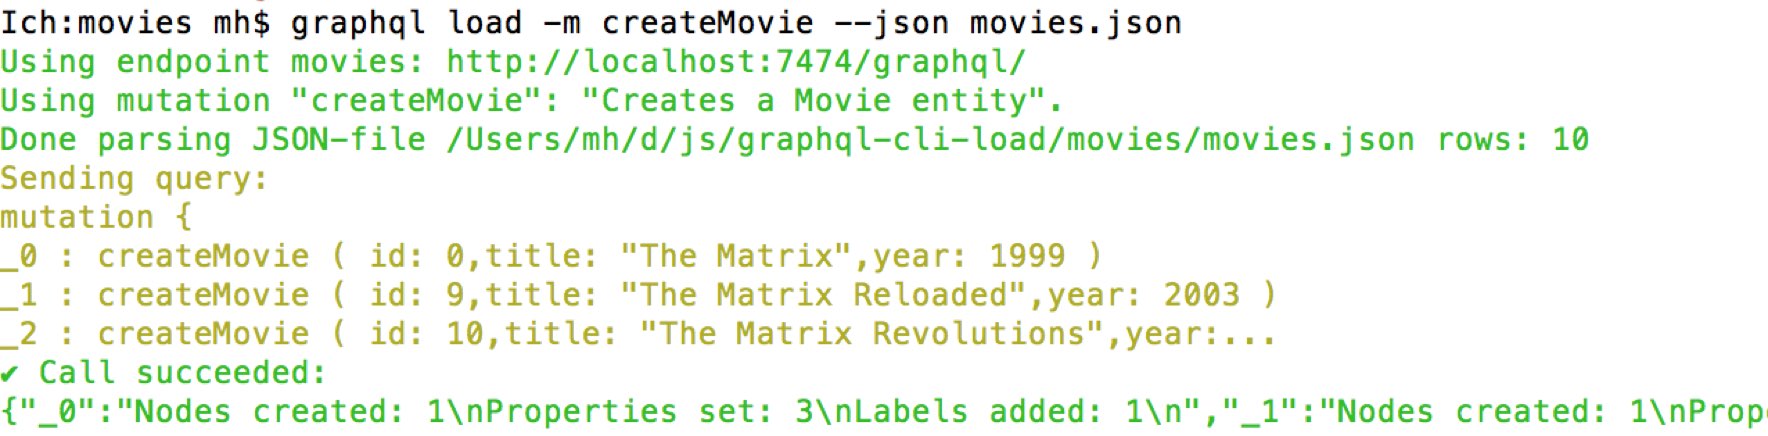 Ich:movies mh$ graphql load -m createMovie --json movies.json
Using endpoint movies: http://localhost:7474/graphql/
Using mutation "createMovie": "Creates a Movie entity".
Done parsing JSON-file /Users/mh/d/js/graphql-cli-load/movies/movies.json rows: 10
Sending query:
mutation {
_0 : createMovie ( id: 0,title: "The Matrix",year: 1999 )
_1 : createMovie ( id: 9,title: "The Matrix Reloaded",year: 2003 )
_2 : createMovie ( id: 10,title: "The Matrix Revolutions",year:...
✔ Call succeeded:
{"_0":"Nodes created: 1\nProperties set: 3\nLabels added: 1\n","_1":"Nodes created: 1\nProp